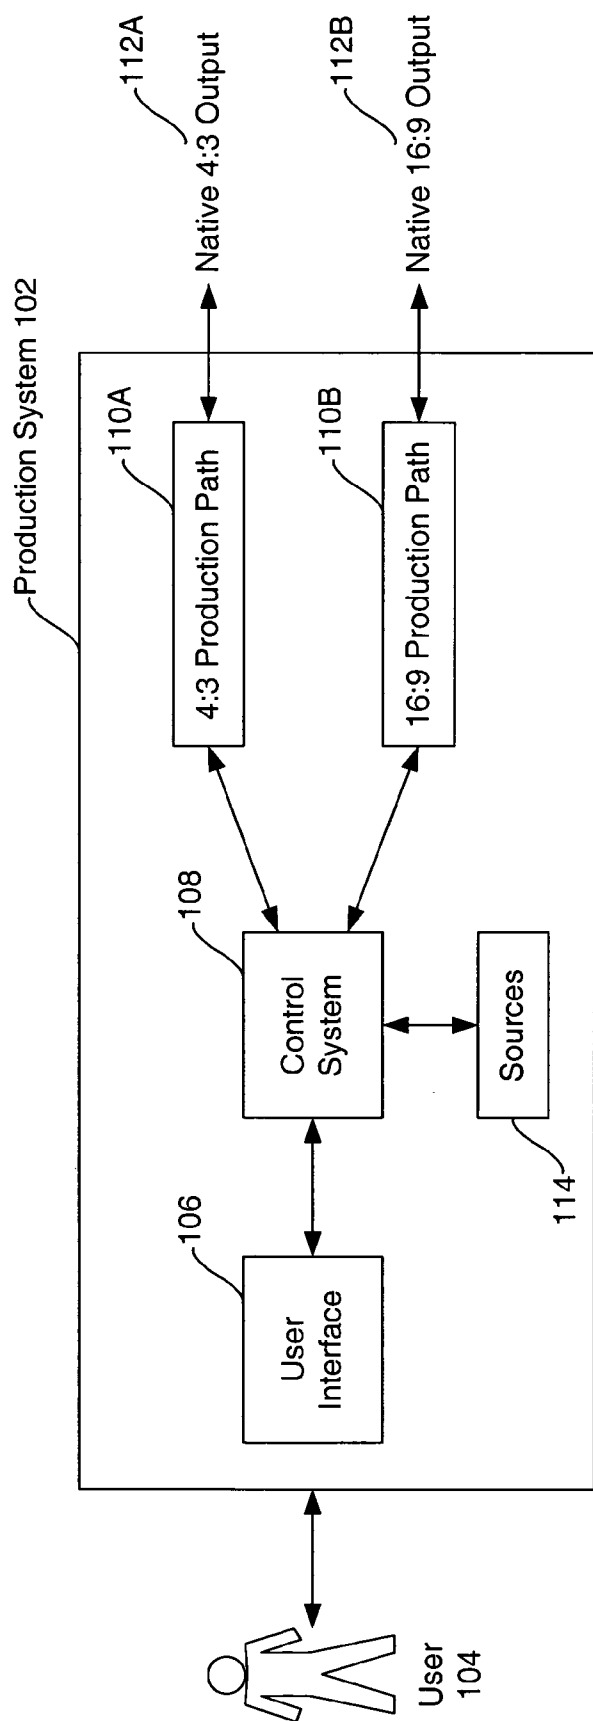 Production System 102
User
104
106
User
Interface
108
Control
System
114
Sources
110A
4:3 Production Path
110B
16:9 Production Path
112A
Native 4:3 Output
112B
Native 16:9 Output